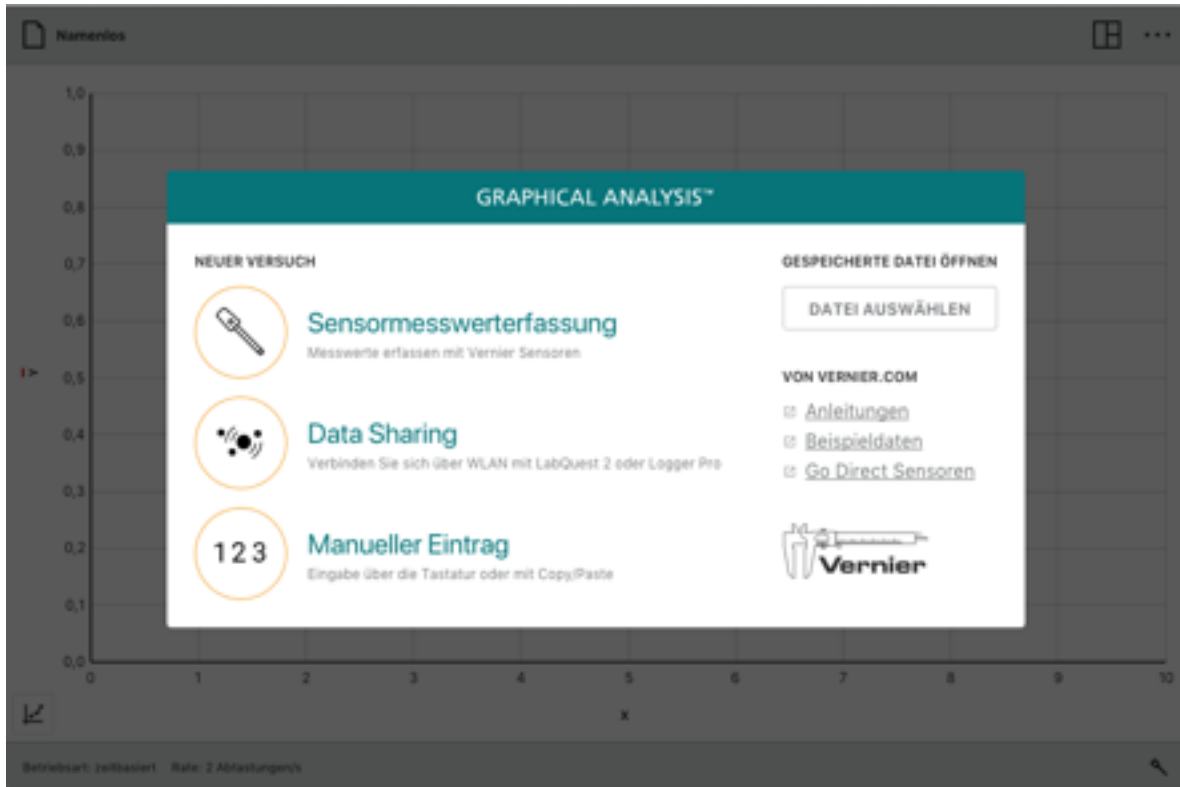 Namenlos
GRAPHICAL ANALYSIS™
NEUER VERSUCH
Sensormesswerterfassung
Messwerte erfassen mit Vernier Sensoren
Data Sharing
Verbinden Sie sich über WLAN mit LabQuest 2 oder Logger Pro
123
Manueller Eintrag
Eingabe über die Tastatur oder mit Copy/Paste
GESPEICHERTE DATEI ÖFFNEN
DATEI AUSWÄHLEN
VON VERNIER.COM
Anleitungen
Beispieldaten
Go Direct Sensoren
Vernier
1,0
0,9
0,8
0,7
0,6
0,5
0,4
0,3
0,2
0,1
0,0
Y
0 1 2 3 4 5 6 7 8 9 10
X
Betriebsart: zeitbasiert Rate: 2 Abtastungen/s